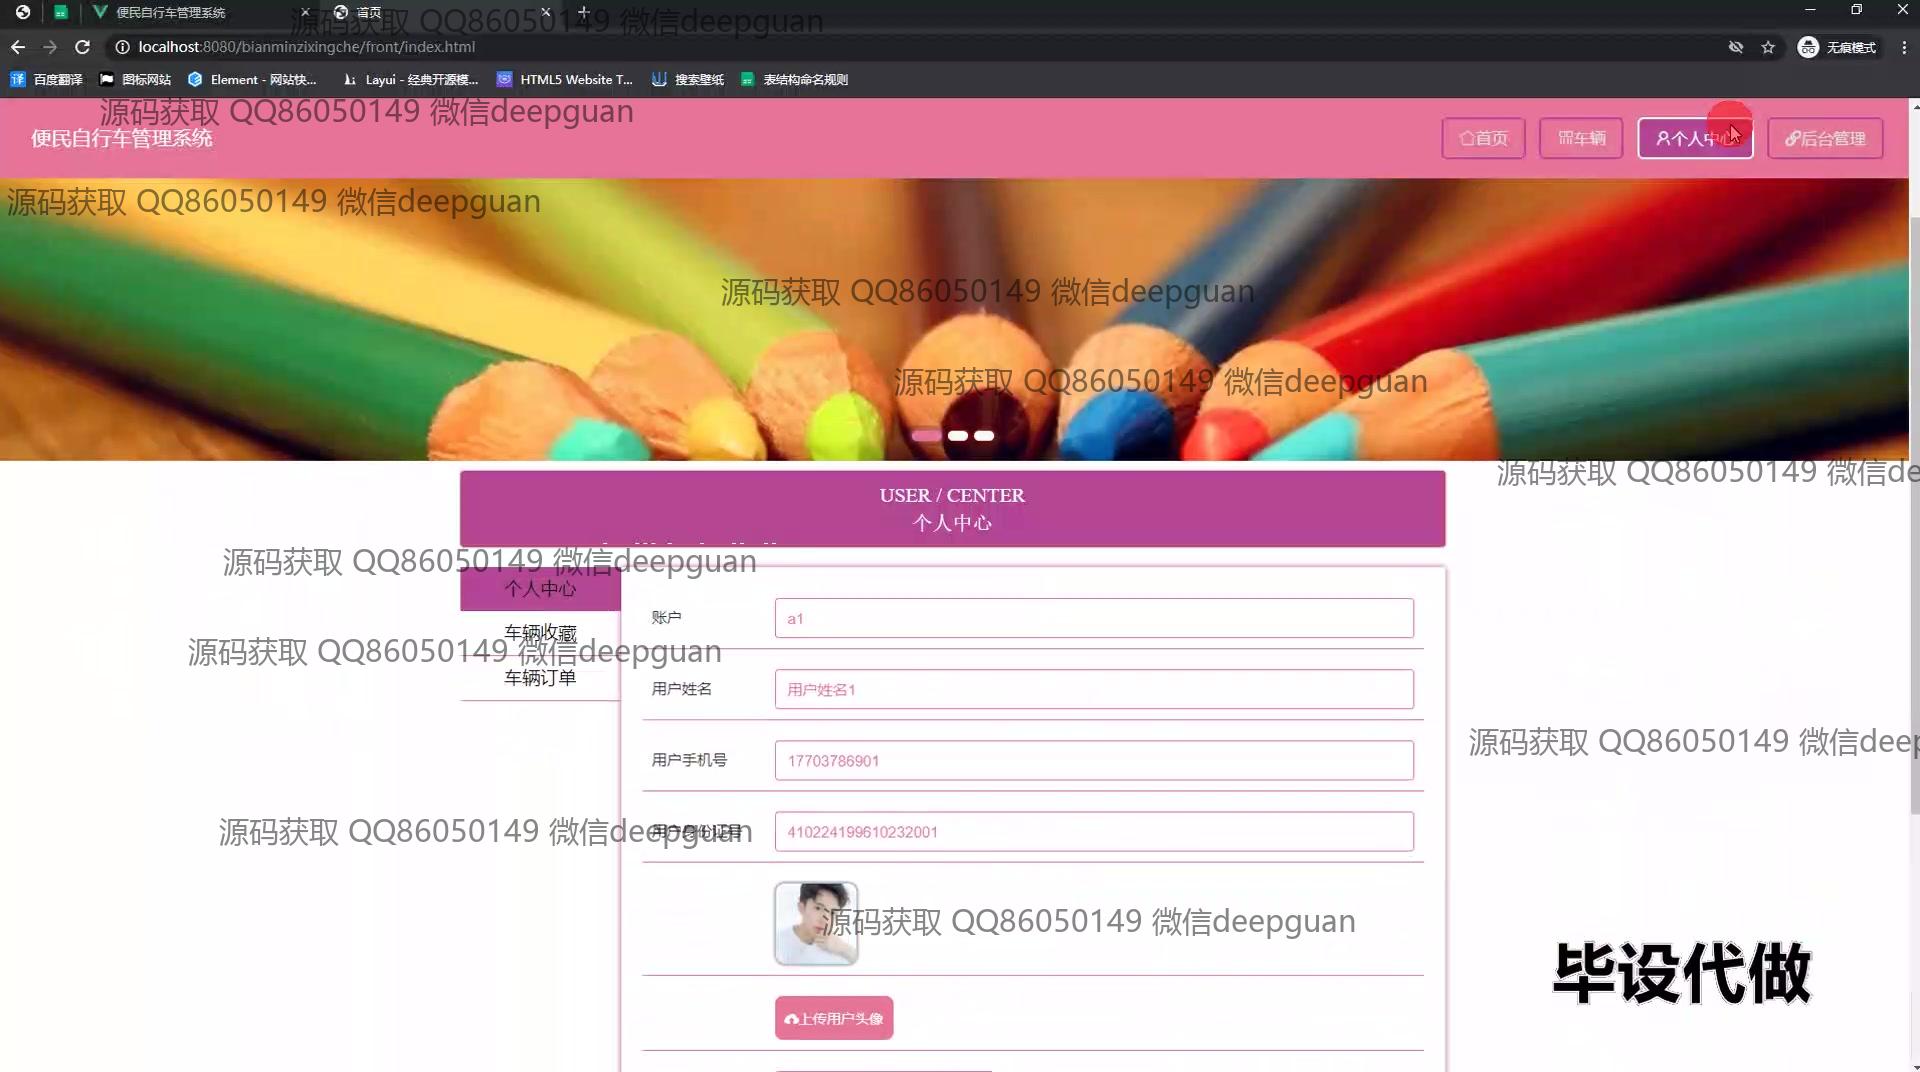 便民自行车管理系统
首页
源码获取 QQ86050149 微信deepguan
localhost:8080/bianminzixingche/front/index.html
无痕模式
百度翻译
图标网站
Element - 网站快...
Layui - 经典开源模...
HTML5 Website T...
搜索壁纸
表结构命名规则
源码获取 QQ86050149 微信deepguan
便民自行车管理系统
首页
车辆
个人中心
后台管理
源码获取 QQ86050149 微信deepguan
源码获取 QQ86050149 微信deepguan
源码获取 QQ86050149 微信deepguan
源码获取 QQ86050149 微信de
USER / CENTER
个人中心
源码获取 QQ86050149 微信deepguan
个人中心
账户
a1
车辆收藏
源码获取 QQ86050149 微信deepguan
车辆订单
用户姓名
用户姓名1
源码获取 QQ86050149 微信deep
用户手机号
17703786901
源码获取 QQ86050149 微信deepguan
用户身份证号
410224199610232001
源码获取 QQ86050149 微信deepguan
毕设代做
上传用户头像